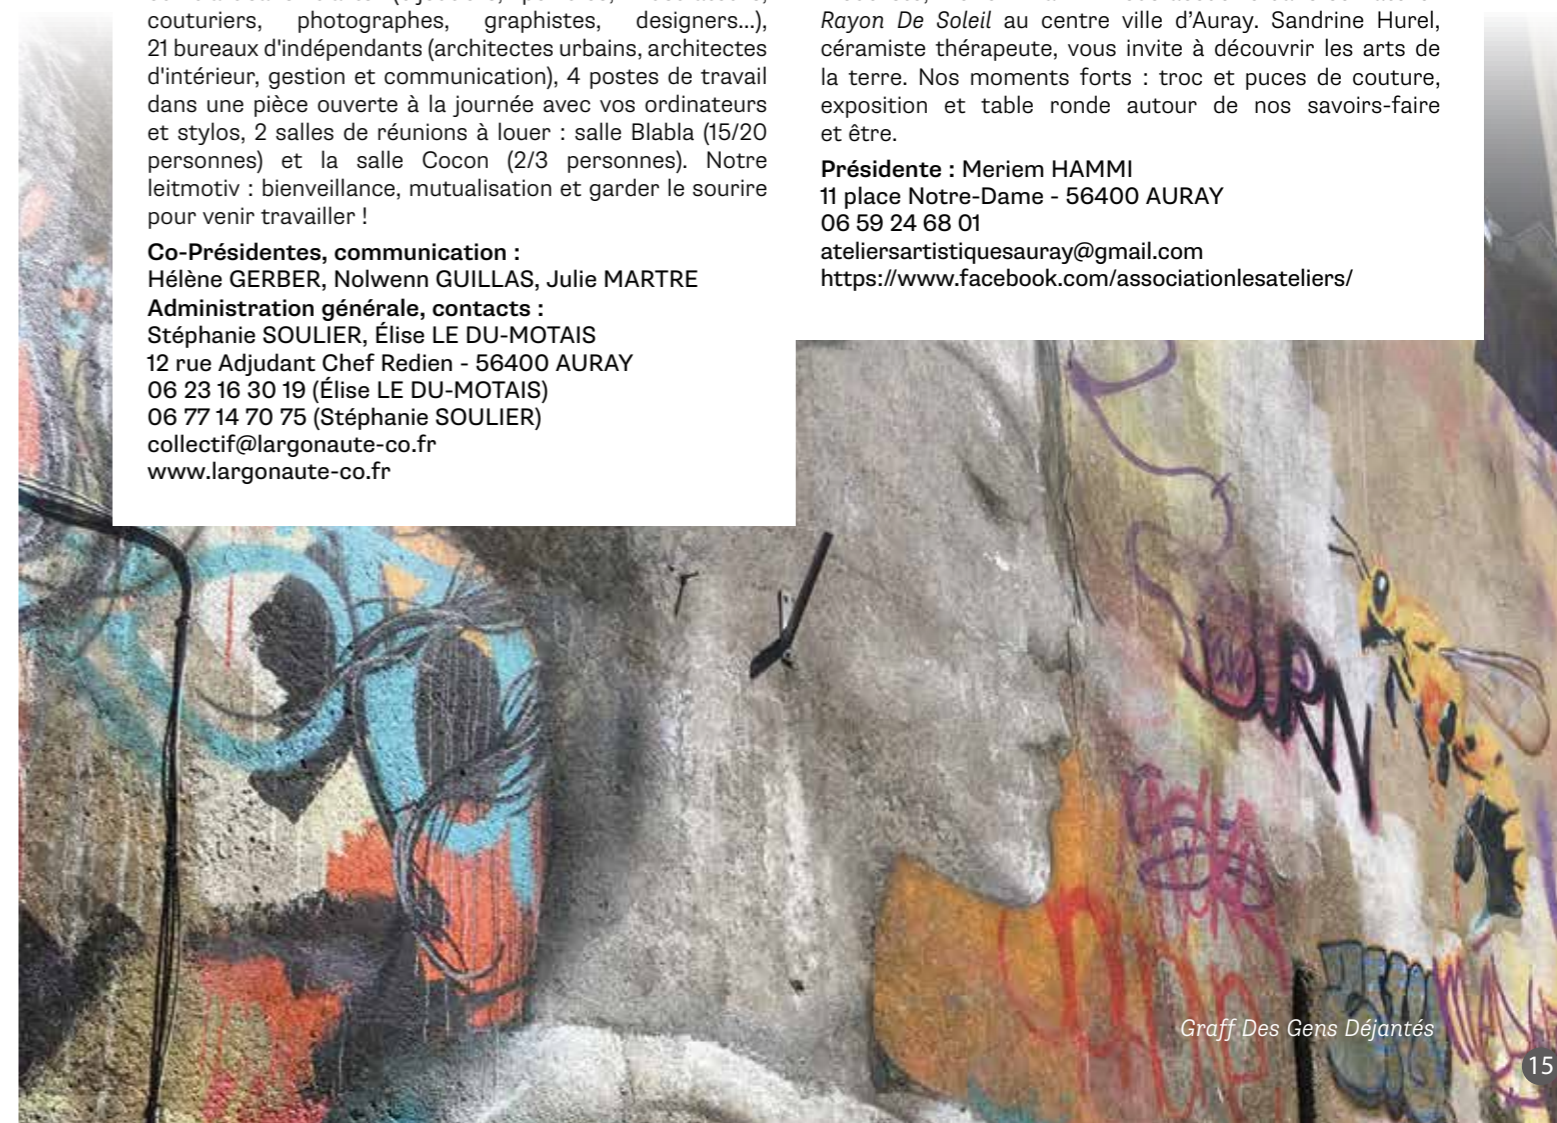 couturiers, photographes, graphistes, designers...),
21 bureaux d'indépendants (architectes urbains, architectes
d'intérieur, gestion et communication), 4 postes de travail
dans une pièce ouverte à la journée avec vos ordinateurs
et stylos, 2 salles de réunions à louer : salle Blabla (15/20
personnes) et la salle Cocon (2/3 personnes). Notre
leitmotiv : bienveillance, mutualisation et garder le sourire
pour venir travailler !
Co-Présidentes, communication :
Hélène GERBER, Nolwenn GUILLAS, Julie MARTRE
Administration générale, contacts :
Stéphanie SOULIER, Élise LE DU-MOTAIS
12 rue Adjudant Chef Redien - 56400 AURAY
06 23 16 30 19 (Élise LE DU-MOTAIS)
06 77 14 70 75 (Stéphanie SOULIER)
collectif@largonaute-co.fr
www.largonaute-co.fr
Rayon De Soleil au centre ville d’Auray. Sandrine Hurel,
céramiste thérapeute, vous invite à découvrir les arts de
la terre. Nos moments forts : troc et puces de couture,
exposition et table ronde autour de nos savoirs-faire
et être.
Présidente : Meriem HAMMI
11 place Notre-Dame - 56400 AURAY
06 59 24 68 01
ateliersartistiquesauray@gmail.com
https://www.facebook.com/associationlesateliers/
Graff Des Gens Déjantés
15